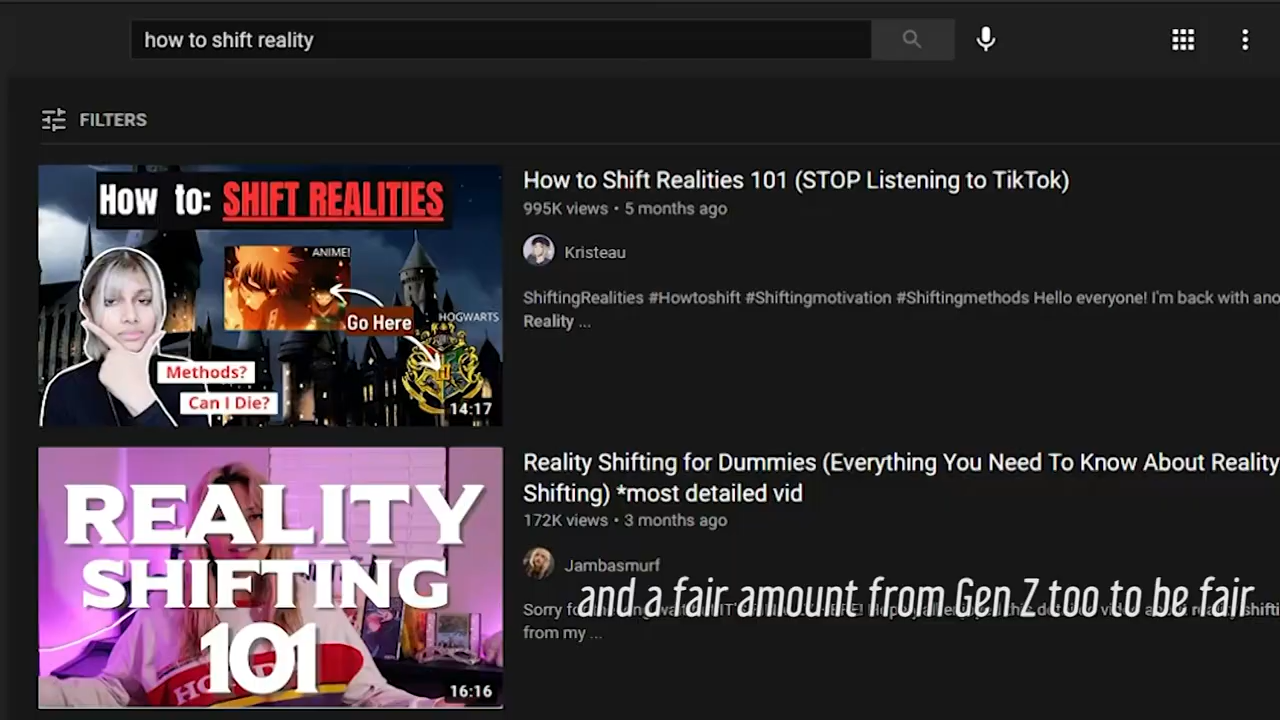 how to shift reality
FILTERS
How to: SHIFT REALITIES
ANIME!
Go Here
HOGWARTS
Methods?
Can I Die?
14:17
How to Shift Realities 101 (STOP Listening to TikTok)
995K views • 5 months ago
Kristeau
ShiftingRealities #Howtoshift #Shiftingmotivation #Shiftingmethods Hello everyone! I'm back with ano
Reality ...
REALITY
SHIFTING
101
16:16
Reality Shifting for Dummies (Everything You Need To Know About Reality
Shifting) *most detailed vid
172K views • 3 months ago
Jambasmurf
and a fair amount from Gen Z too to be fair
Sorry
from my ...